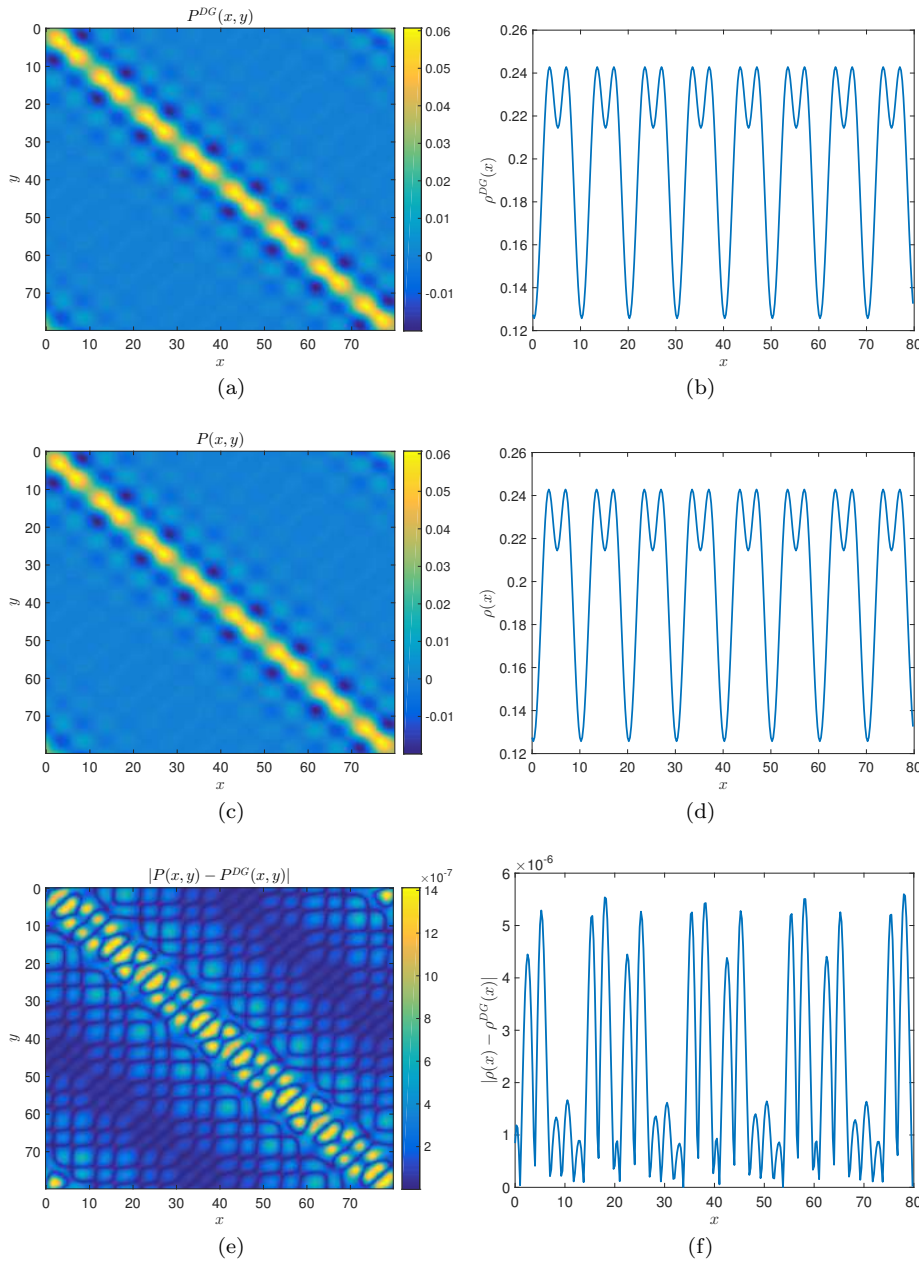 $P^{DG}(x, y)$
0
10
20
30
40
50
60
70
y
0 10 20 30 40 50 60 70
x
0.06
0.05
0.04
0.03
0.02
0.01
0
-0.01
(a)
0.26
0.24
0.22
0.2
0.18
0.16
0.14
0.12
$\rho^{DG}(x)$
0 10 20 30 40 50 60 70 80
x
(b)
$P(x, y)$
0
10
20
30
40
50
60
70
y
0 10 20 30 40 50 60 70
x
0.06
0.05
0.04
0.03
0.02
0.01
0
-0.01
(c)
0.26
0.24
0.22
0.2
0.18
0.16
0.14
0.12
$\rho(x)$
0 10 20 30 40 50 60 70 80
x
(d)
$|P(x, y) - P^{DG}(x, y)|$
0
10
20
30
40
50
60
70
y
0 10 20 30 40 50 60 70
x
×10^{-7}
14
12
10
8
6
4
2
(e)
×10^{-6}
6
5
4
3
2
1
0
$|\rho(x) - \rho^{DG}(x)|$
0 10 20 30 40 50 60 70 80
x
(f)